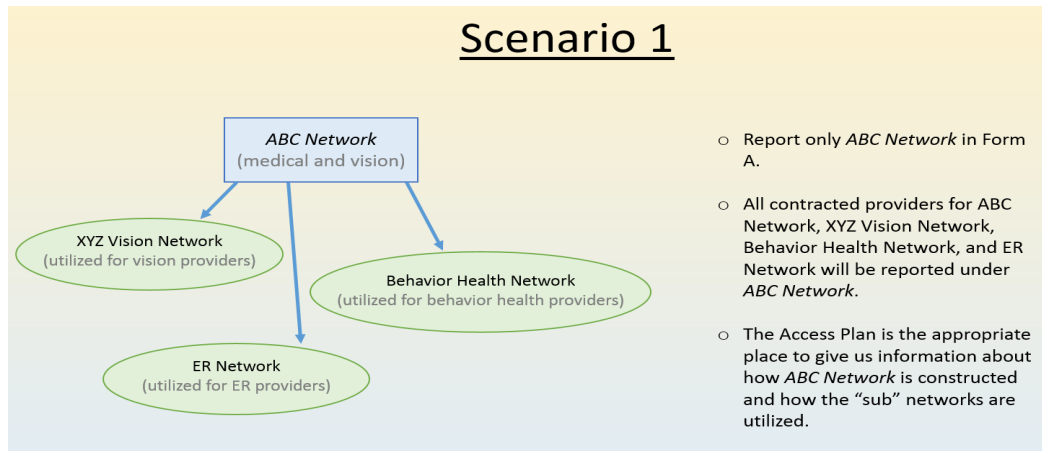 Scenario 1
ABC Network
(medical and vision)
XYZ Vision Network
(utilized for vision providers)
Behavior Health Network
(utilized for behavior health providers)
ER Network
(utilized for ER providers)
o Report only ABC Network in Form
A.
o All contracted providers for ABC
Network, XYZ Vision Network,
Behavior Health Network, and ER
Network will be reported under
ABC Network.
o The Access Plan is the appropriate
place to give us information about
how ABC Network is constructed
and how the “sub” networks are
utilized.